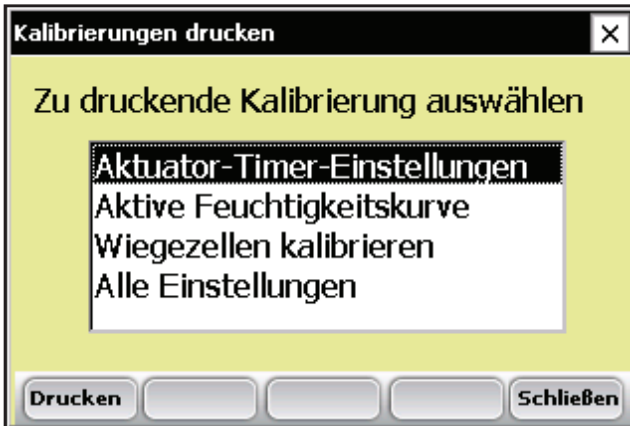 Kalibrierungen drucken
Zu druckende Kalibrierung auswählen
Aktuator-Timer-Einstellungen
Aktive Feuchtigkeitskurve
Wiegezellen kalibrieren
Alle Einstellungen
Drucken
Schließen